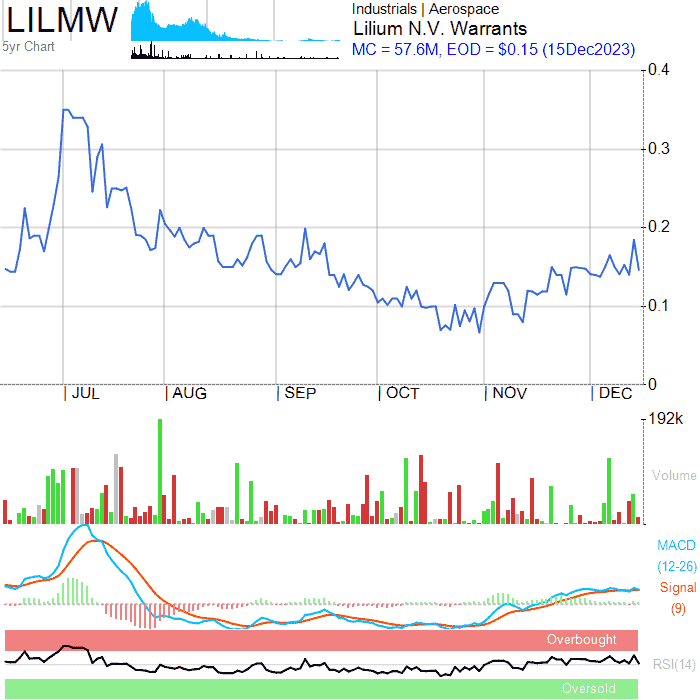 LILMW
5yr Chart
Industrials | Aerospace
Lilium N.V. Warrants
MC = 57.6M, EOD = $0.15 (15Dec2023)
0.4
0.3
0.2
0.1
0
JUL AUG SEP OCT NOV DEC
192k
Volume
MACD
(12-26)
Signal
(9)
Overbought
RSI(14)
Oversold